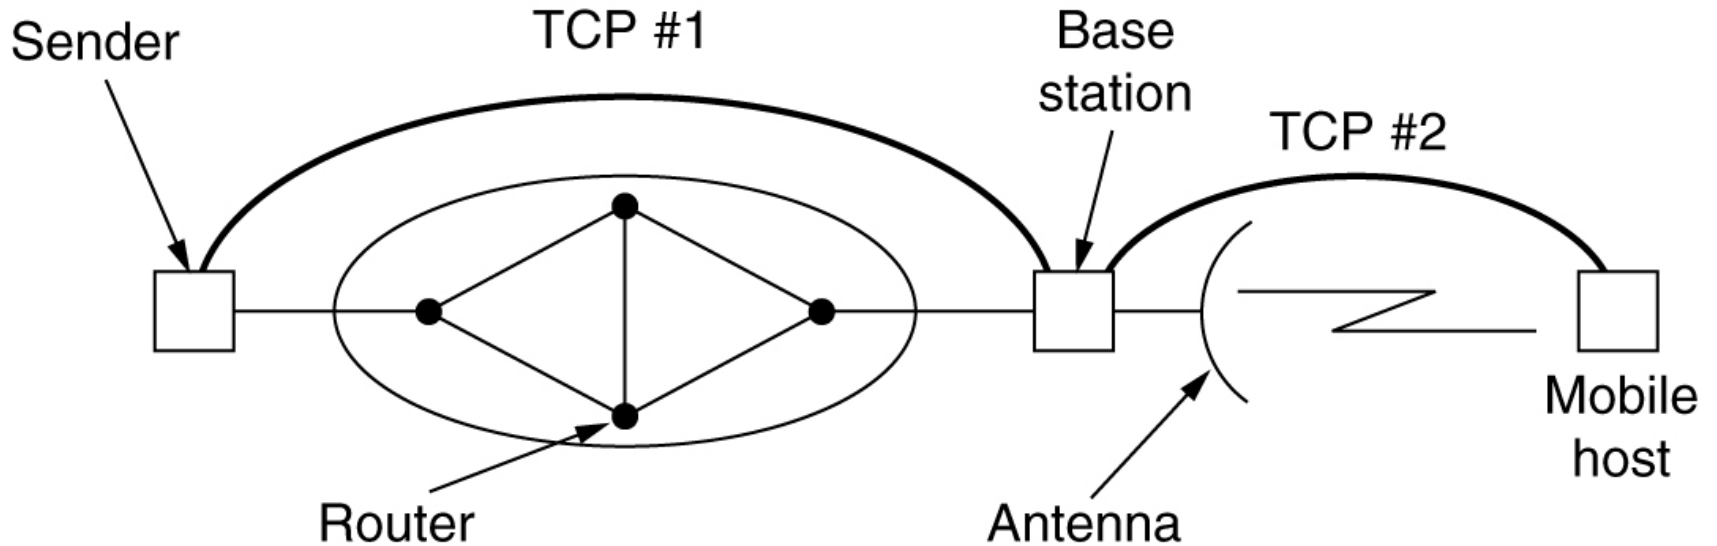 Sender
TCP #1
Base
station
TCP #2
Mobile
host
Router
Antenna